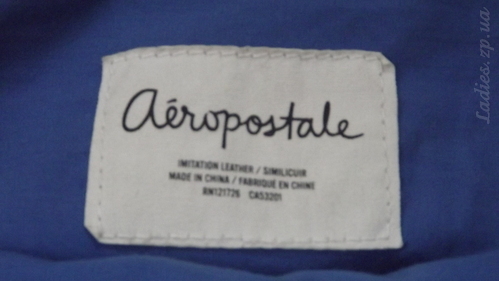 Aéropostale
IMITATION LEATHER / SIMILICUIR
MADE IN CHINA / FABRIQUÉ EN CHINE
RN121726 CA53201
Ladies.zp.ua